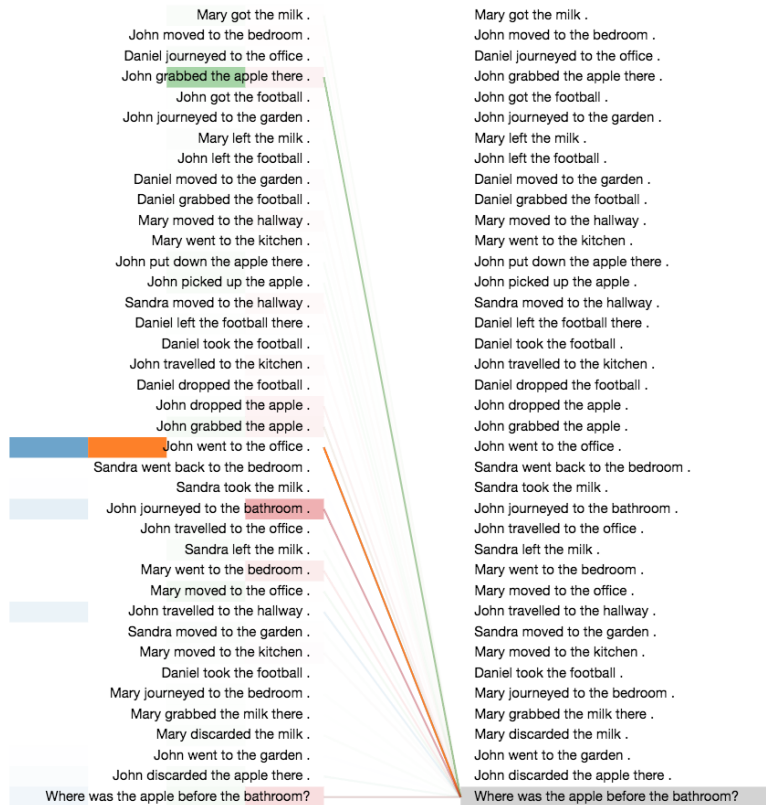 Mary got the milk .
John moved to the bedroom .
Daniel journeyed to the office .
John grabbed the apple there .
John got the football .
John journeyed to the garden .
Mary left the milk .
John left the football .
Daniel moved to the garden .
Daniel grabbed the football .
Mary moved to the hallway .
Mary went to the kitchen .
John put down the apple there .
John picked up the apple .
Sandra moved to the hallway .
Daniel left the football there .
Daniel took the football .
John travelled to the kitchen .
Daniel dropped the football .
John dropped the apple .
John grabbed the apple .
John went to the office .
Sandra went back to the bedroom .
Sandra took the milk .
John journeyed to the bathroom .
John travelled to the office .
Sandra left the milk .
Mary went to the bedroom .
Mary moved to the office .
John travelled to the hallway .
Sandra moved to the garden .
Mary moved to the kitchen .
Daniel took the football .
Mary journeyed to the bedroom .
Mary grabbed the milk there .
Mary discarded the milk .
John went to the garden .
John discarded the apple there .
Where was the apple before the bathroom?
Mary got the milk .
John moved to the bedroom .
Daniel journeyed to the office .
John grabbed the apple there .
John got the football .
John journeyed to the garden .
Mary left the milk .
John left the football .
Daniel moved to the garden .
Daniel grabbed the football .
Mary moved to the hallway .
Mary went to the kitchen .
John put down the apple there .
John picked up the apple .
Sandra moved to the hallway .
Daniel left the football there .
Daniel took the football .
John travelled to the kitchen .
Daniel dropped the football .
John dropped the apple .
John grabbed the apple .
John went to the office .
Sandra went back to the bedroom .
Sandra took the milk .
John journeyed to the bathroom .
John travelled to the office .
Sandra left the milk .
Mary went to the bedroom .
Mary moved to the office .
John travelled to the hallway .
Sandra moved to the garden .
Mary moved to the kitchen .
Daniel took the football .
Mary journeyed to the bedroom .
Mary grabbed the milk there .
Mary discarded the milk .
John went to the garden .
John discarded the apple there .
Where was the apple before the bathroom?